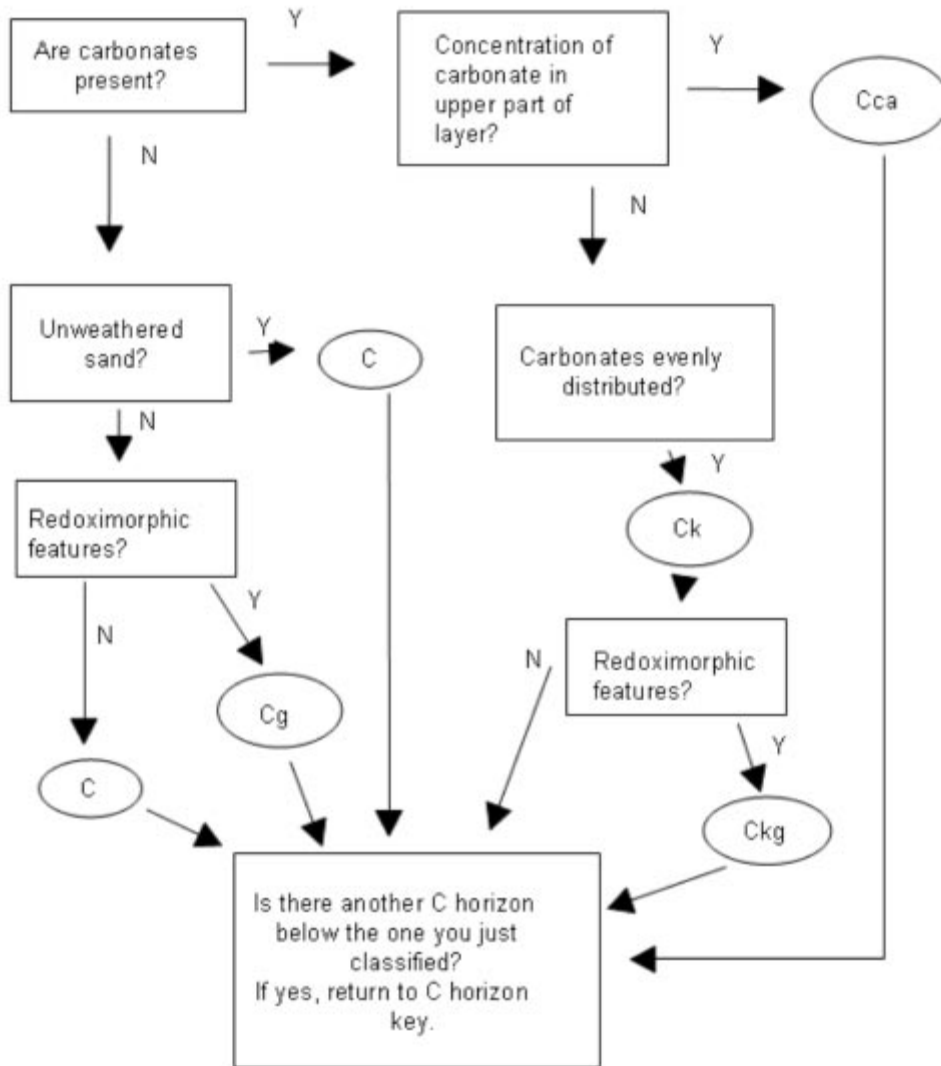 Are carbonates
present?
Y
Concentration of
carbonate in
upper part of
layer?
Y
Cca
N
N
Unweathered
sand?
Y
C
Carbonates evenly
distributed?
N
Y
Redoximorphic
features?
Ck
N
Y
N
Redoximorphic
features?
Cg
Y
C
Ckg
Is there another C horizon
below the one you just
classified?
If yes, return to C horizon
key.